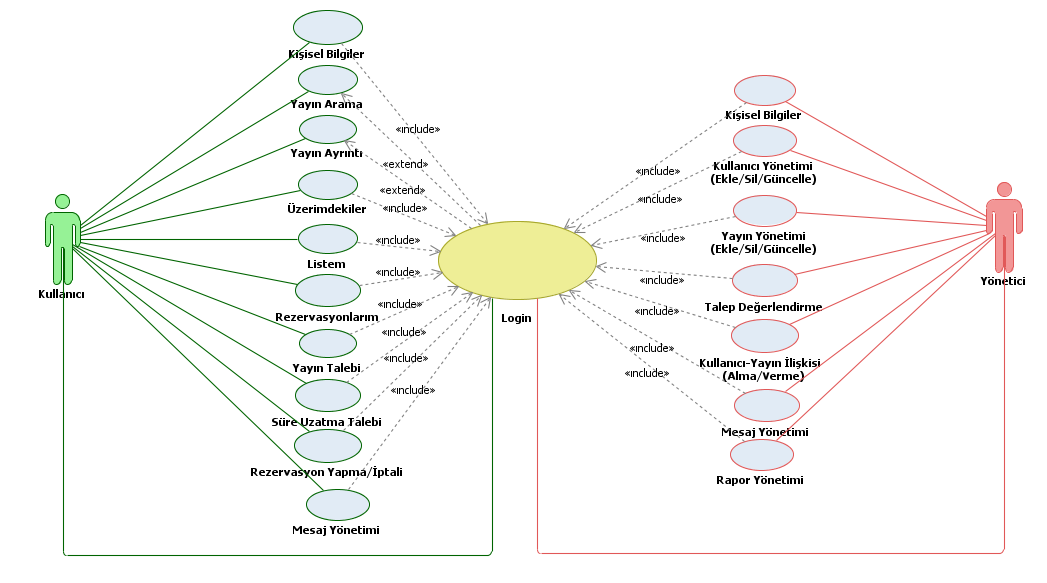 Kişisel Bilgiler
Yayın Arama
Yayın Ayrıntı
Üzerimdekiler
Listem
Rezervasyonlarım
Yayın Talebi
Süre Uzatma Talebi
Rezervasyon Yapma/İptali
Mesaj Yönetimi
Kullanıcı
«include»
«extend»
«extend»
«include»
«include»
«include»
«include»
«include»
«include»
«include»
Login
«include»
«include»
«include»
«include»
«include»
«include»
«include»
Kişisel Bilgiler
Kullanıcı Yönetimi
(Ekle/Sil/Güncelle)
Yayın Yönetimi
(Ekle/Sil/Güncelle)
Talep Değerlendirme
Kullanıcı-Yayın İlişkisi
(Alma/Verme)
Mesaj Yönetimi
Rapor Yönetimi
Yönetici